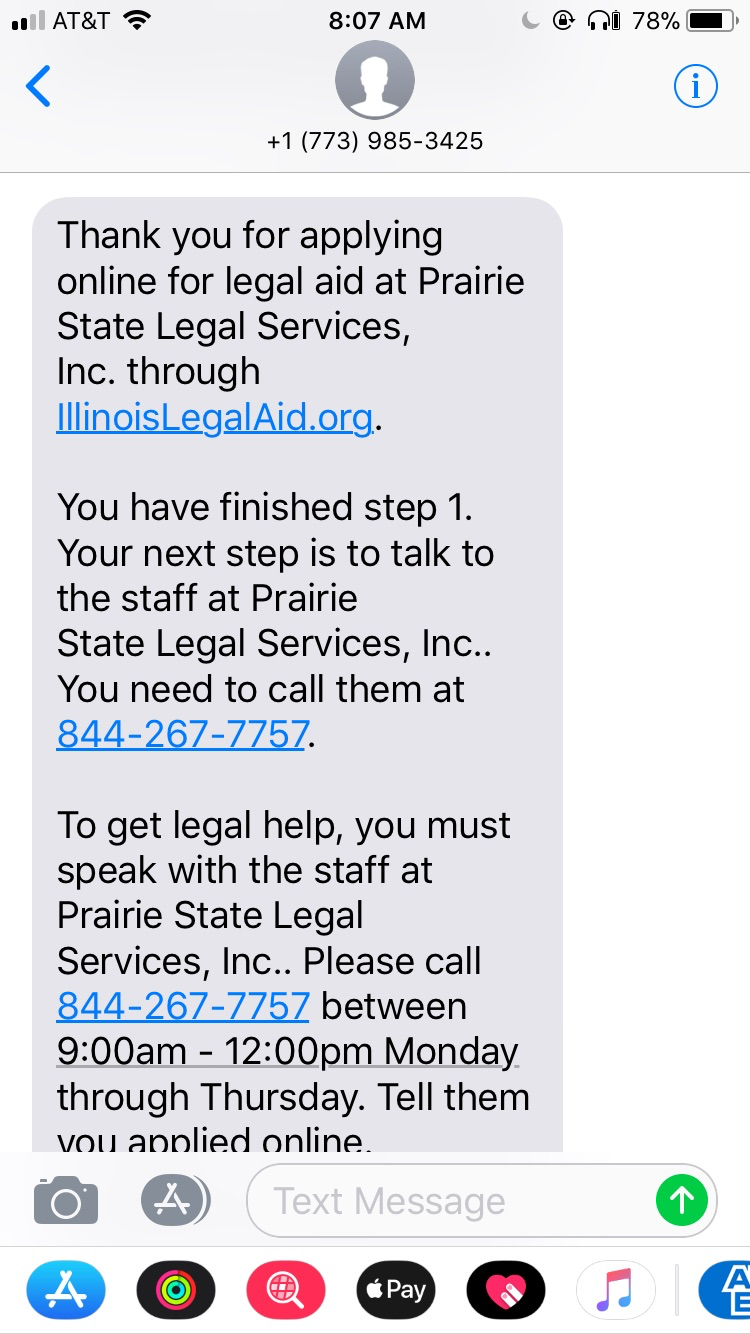 AT&T 8:07 AM 78%
+1 (773) 985-3425
Thank you for applying
online for legal aid at Prairie
State Legal Services,
Inc. through
IllinoisLegalAid.org.
You have finished step 1.
Your next step is to talk to
the staff at Prairie
State Legal Services, Inc..
You need to call them at
844-267-7757.
To get legal help, you must
speak with the staff at
Prairie State Legal
Services, Inc.. Please call
844-267-7757 between
9:00am - 12:00pm Monday
through Thursday. Tell them
you applied online.
Text Message
Pay
A
E